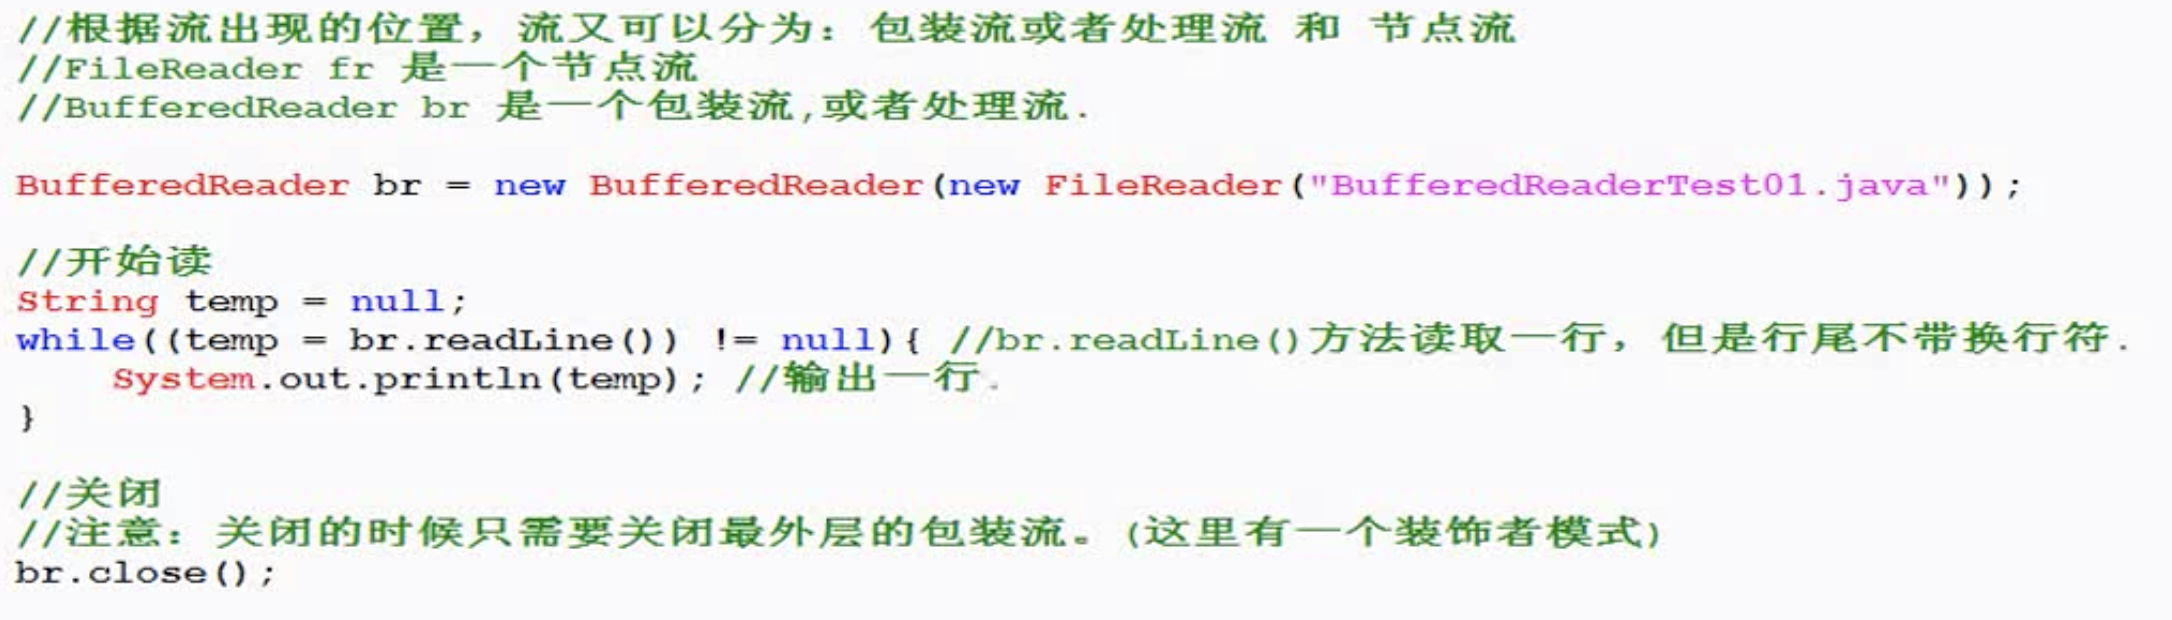 //根据流出现的位置，流又可以分为：包装流或者处理流 和 节点流
//FileReader fr 是一个节点流
//BufferedReader br 是一个包装流,或者处理流.
BufferedReader br = new BufferedReader(new FileReader("BufferedReaderTest01.java"));
//开始读
String temp = null;
while((temp = br.readLine()) != null){ //br.readLine()方法读取一行，但是行尾不带换行符.
System.out.println(temp); //输出一行.
}
//关闭
//注意：关闭的时候只需要关闭最外层的包装流。(这里有一个装饰者模式)
br.close();